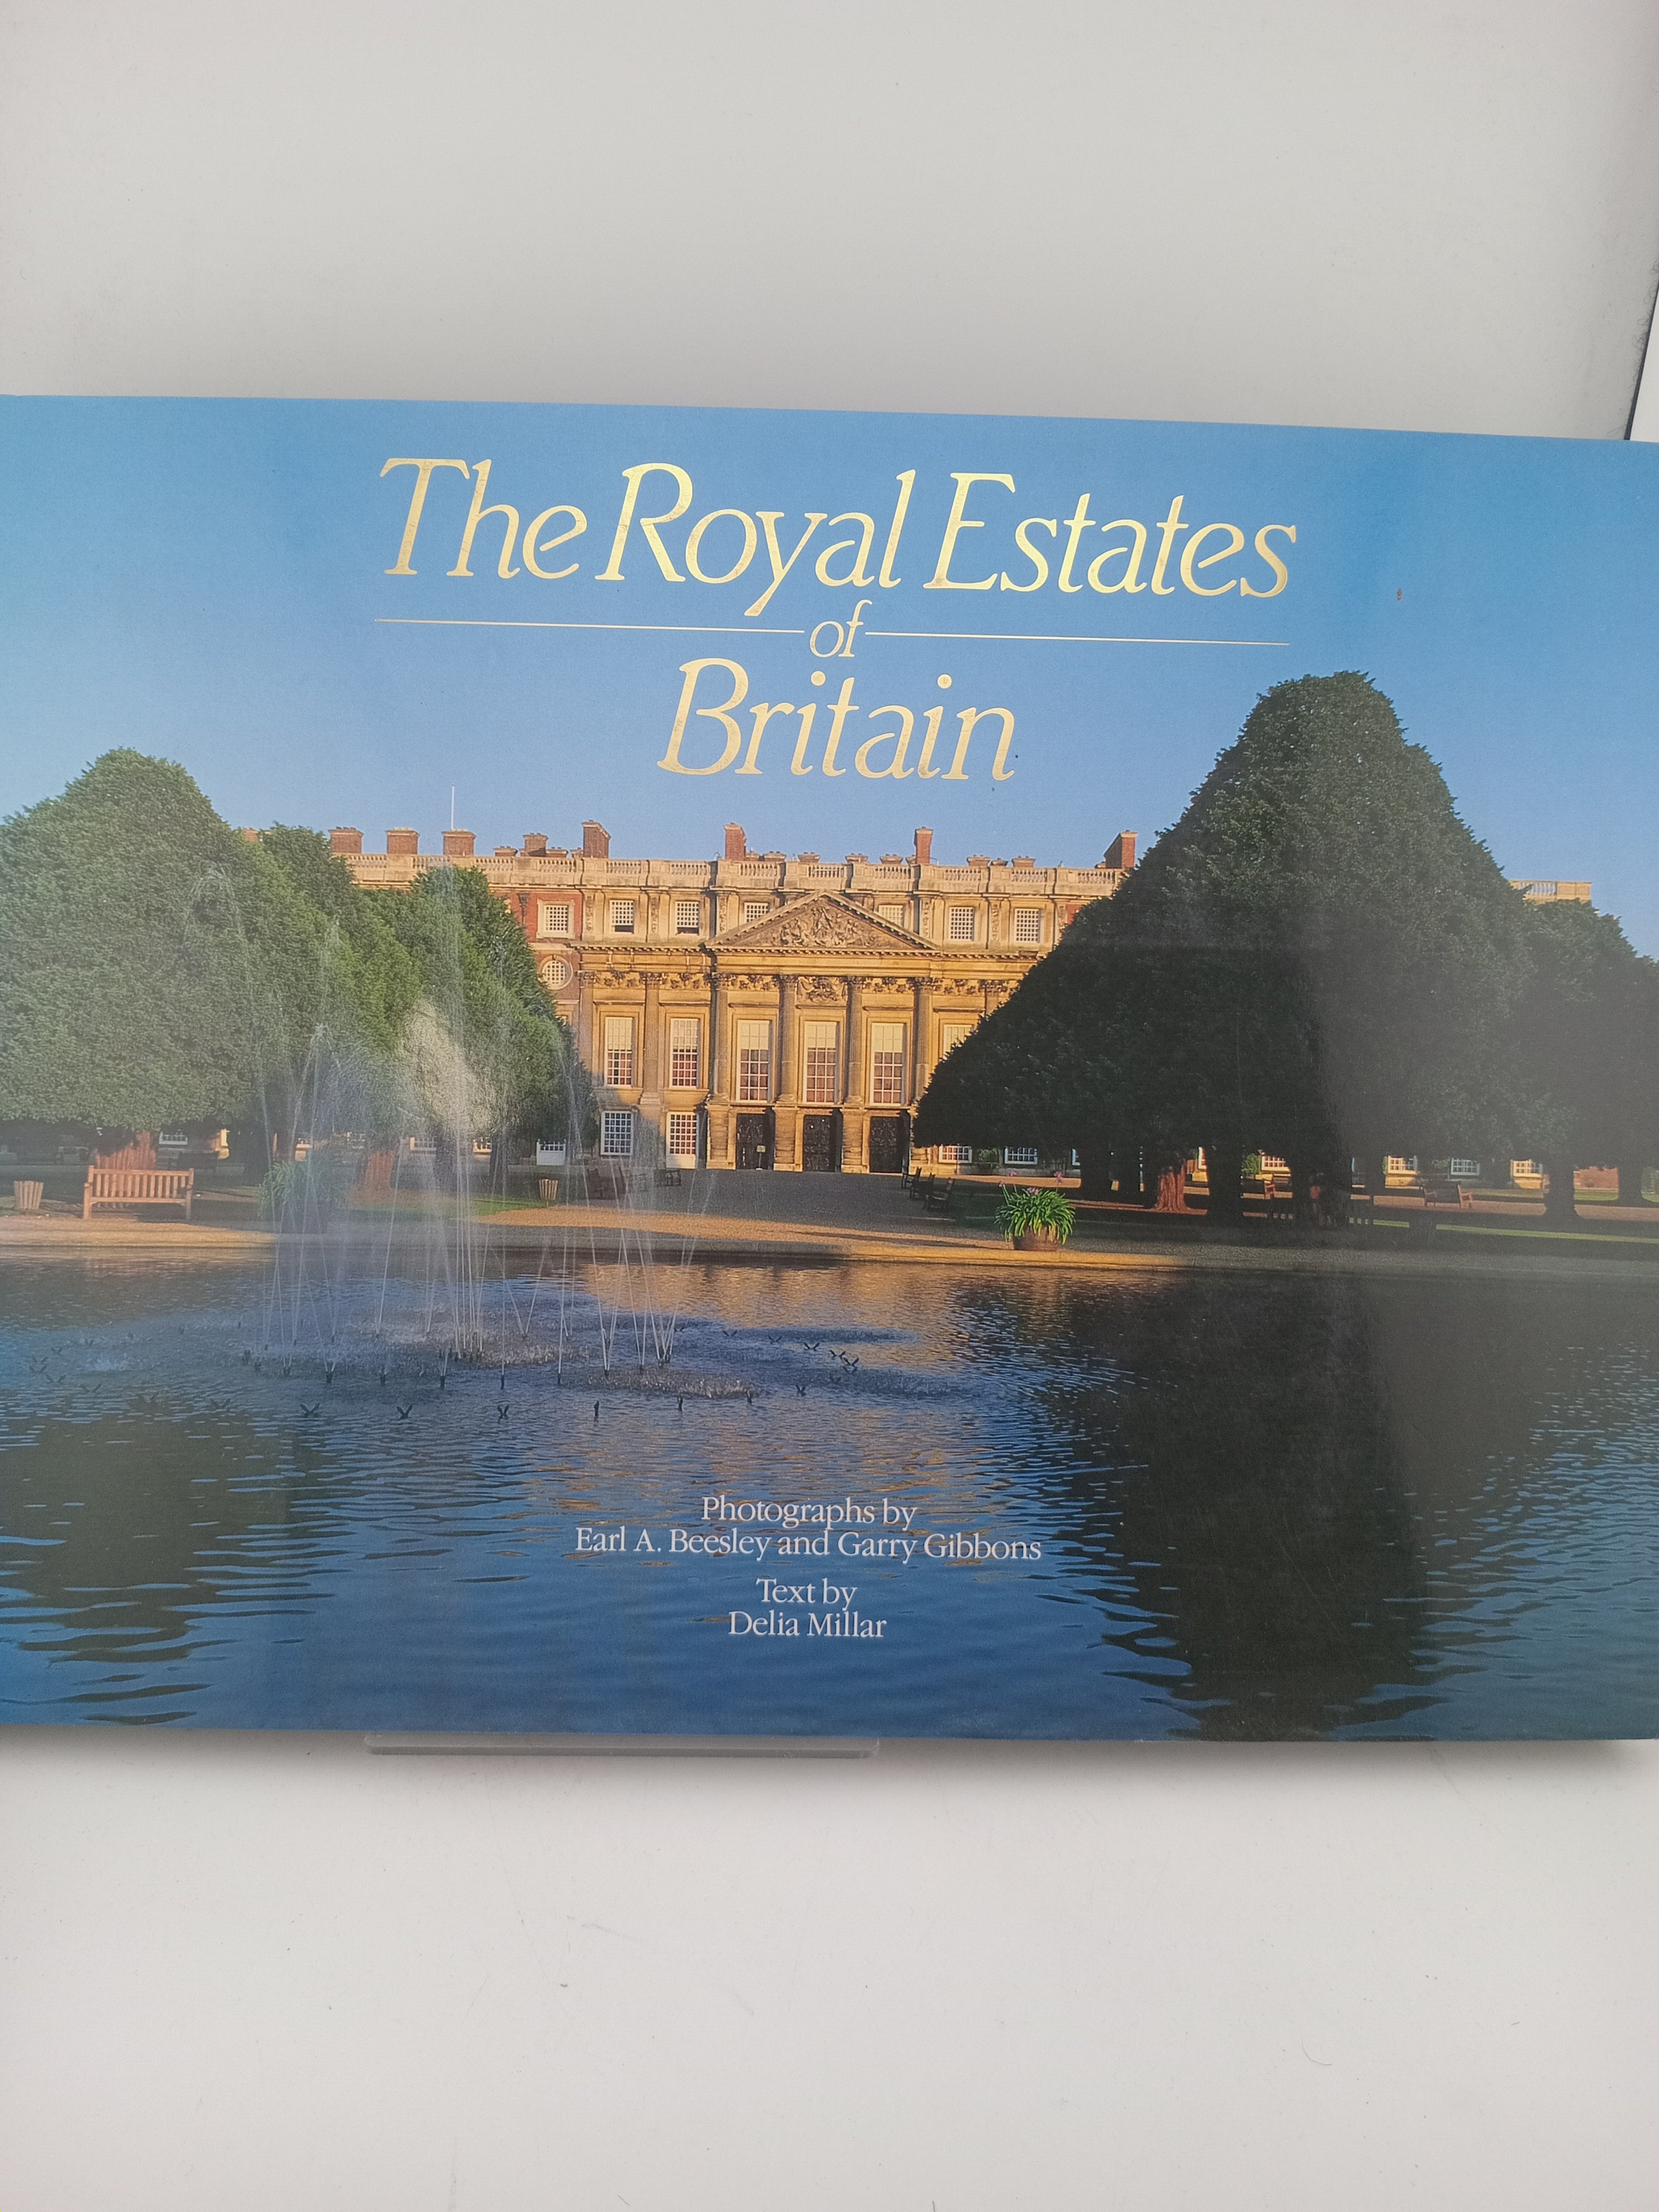 The Royal Estates
of
Britain
Photographs by
Earl A. Beesley and Garry Gibbons
Text by
Delia Millar